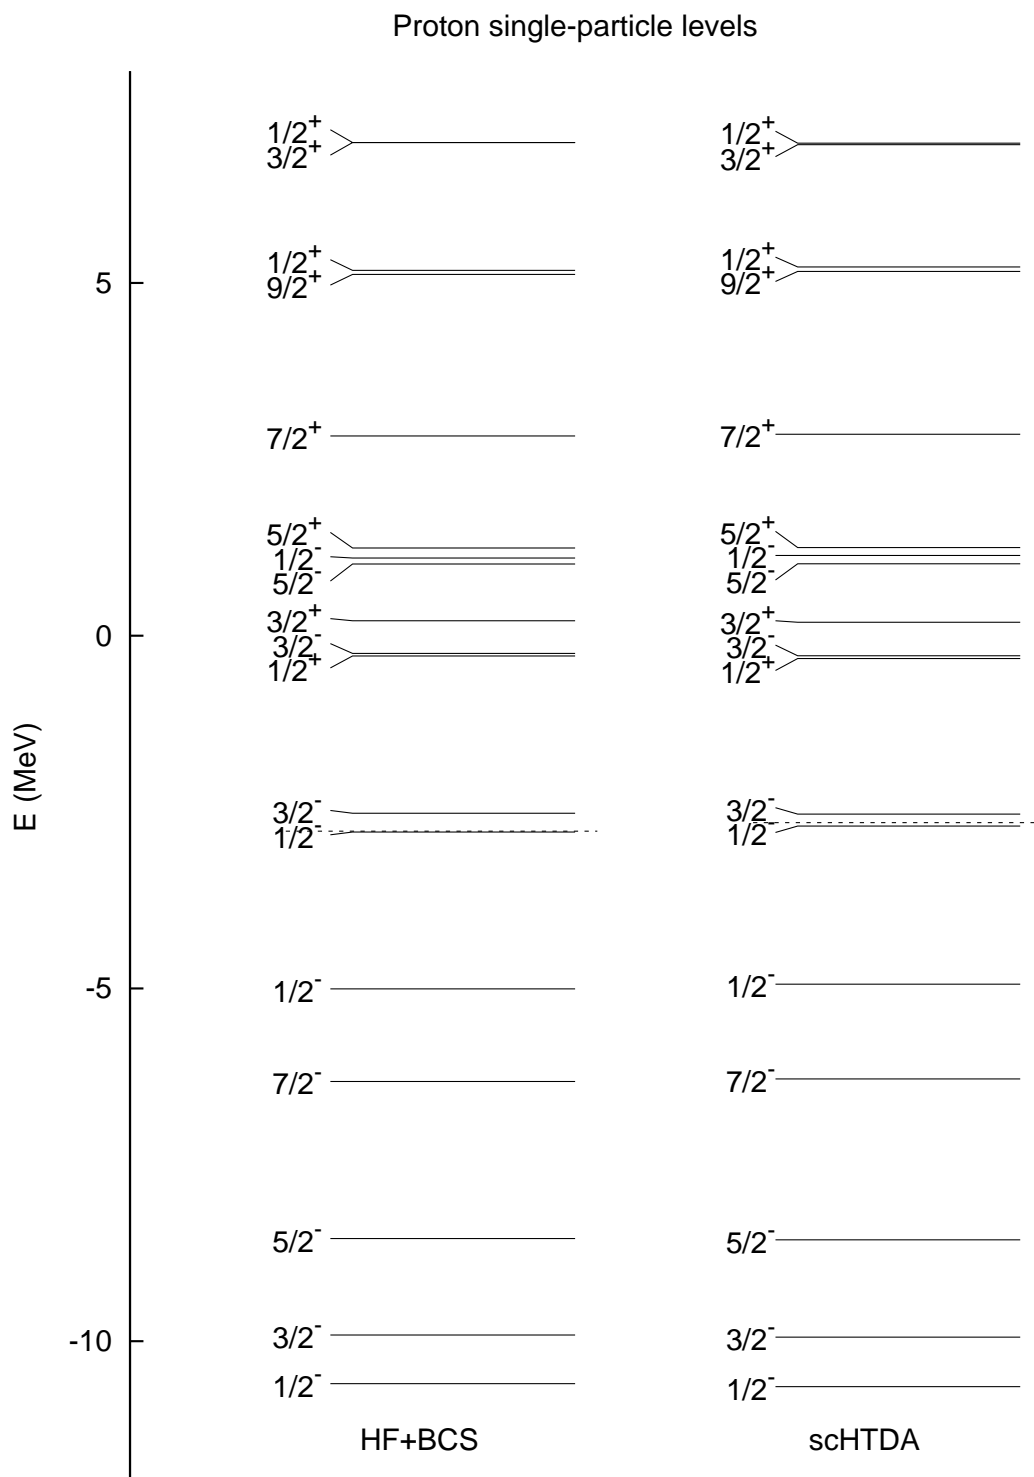 Proton single-particle levels
1/2+ 1/2+
3/2+ 3/2+
1/2+ 1/2+
5 9/2+ 9/2+
7/2+ 7/2+
5/2+ 5/2+
1/2- 1/2-
5/2- 5/2-
3/2+ 3/2+
0 3/2- 3/2-
1/2+ 1/2+
E (MeV)
3/2- 3/2-
1/2- 1/2-
-5 1/2- 1/2-
7/2- 7/2-
5/2- 5/2-
-10 3/2- 3/2-
1/2- 1/2-
HF+BCS scHTDA